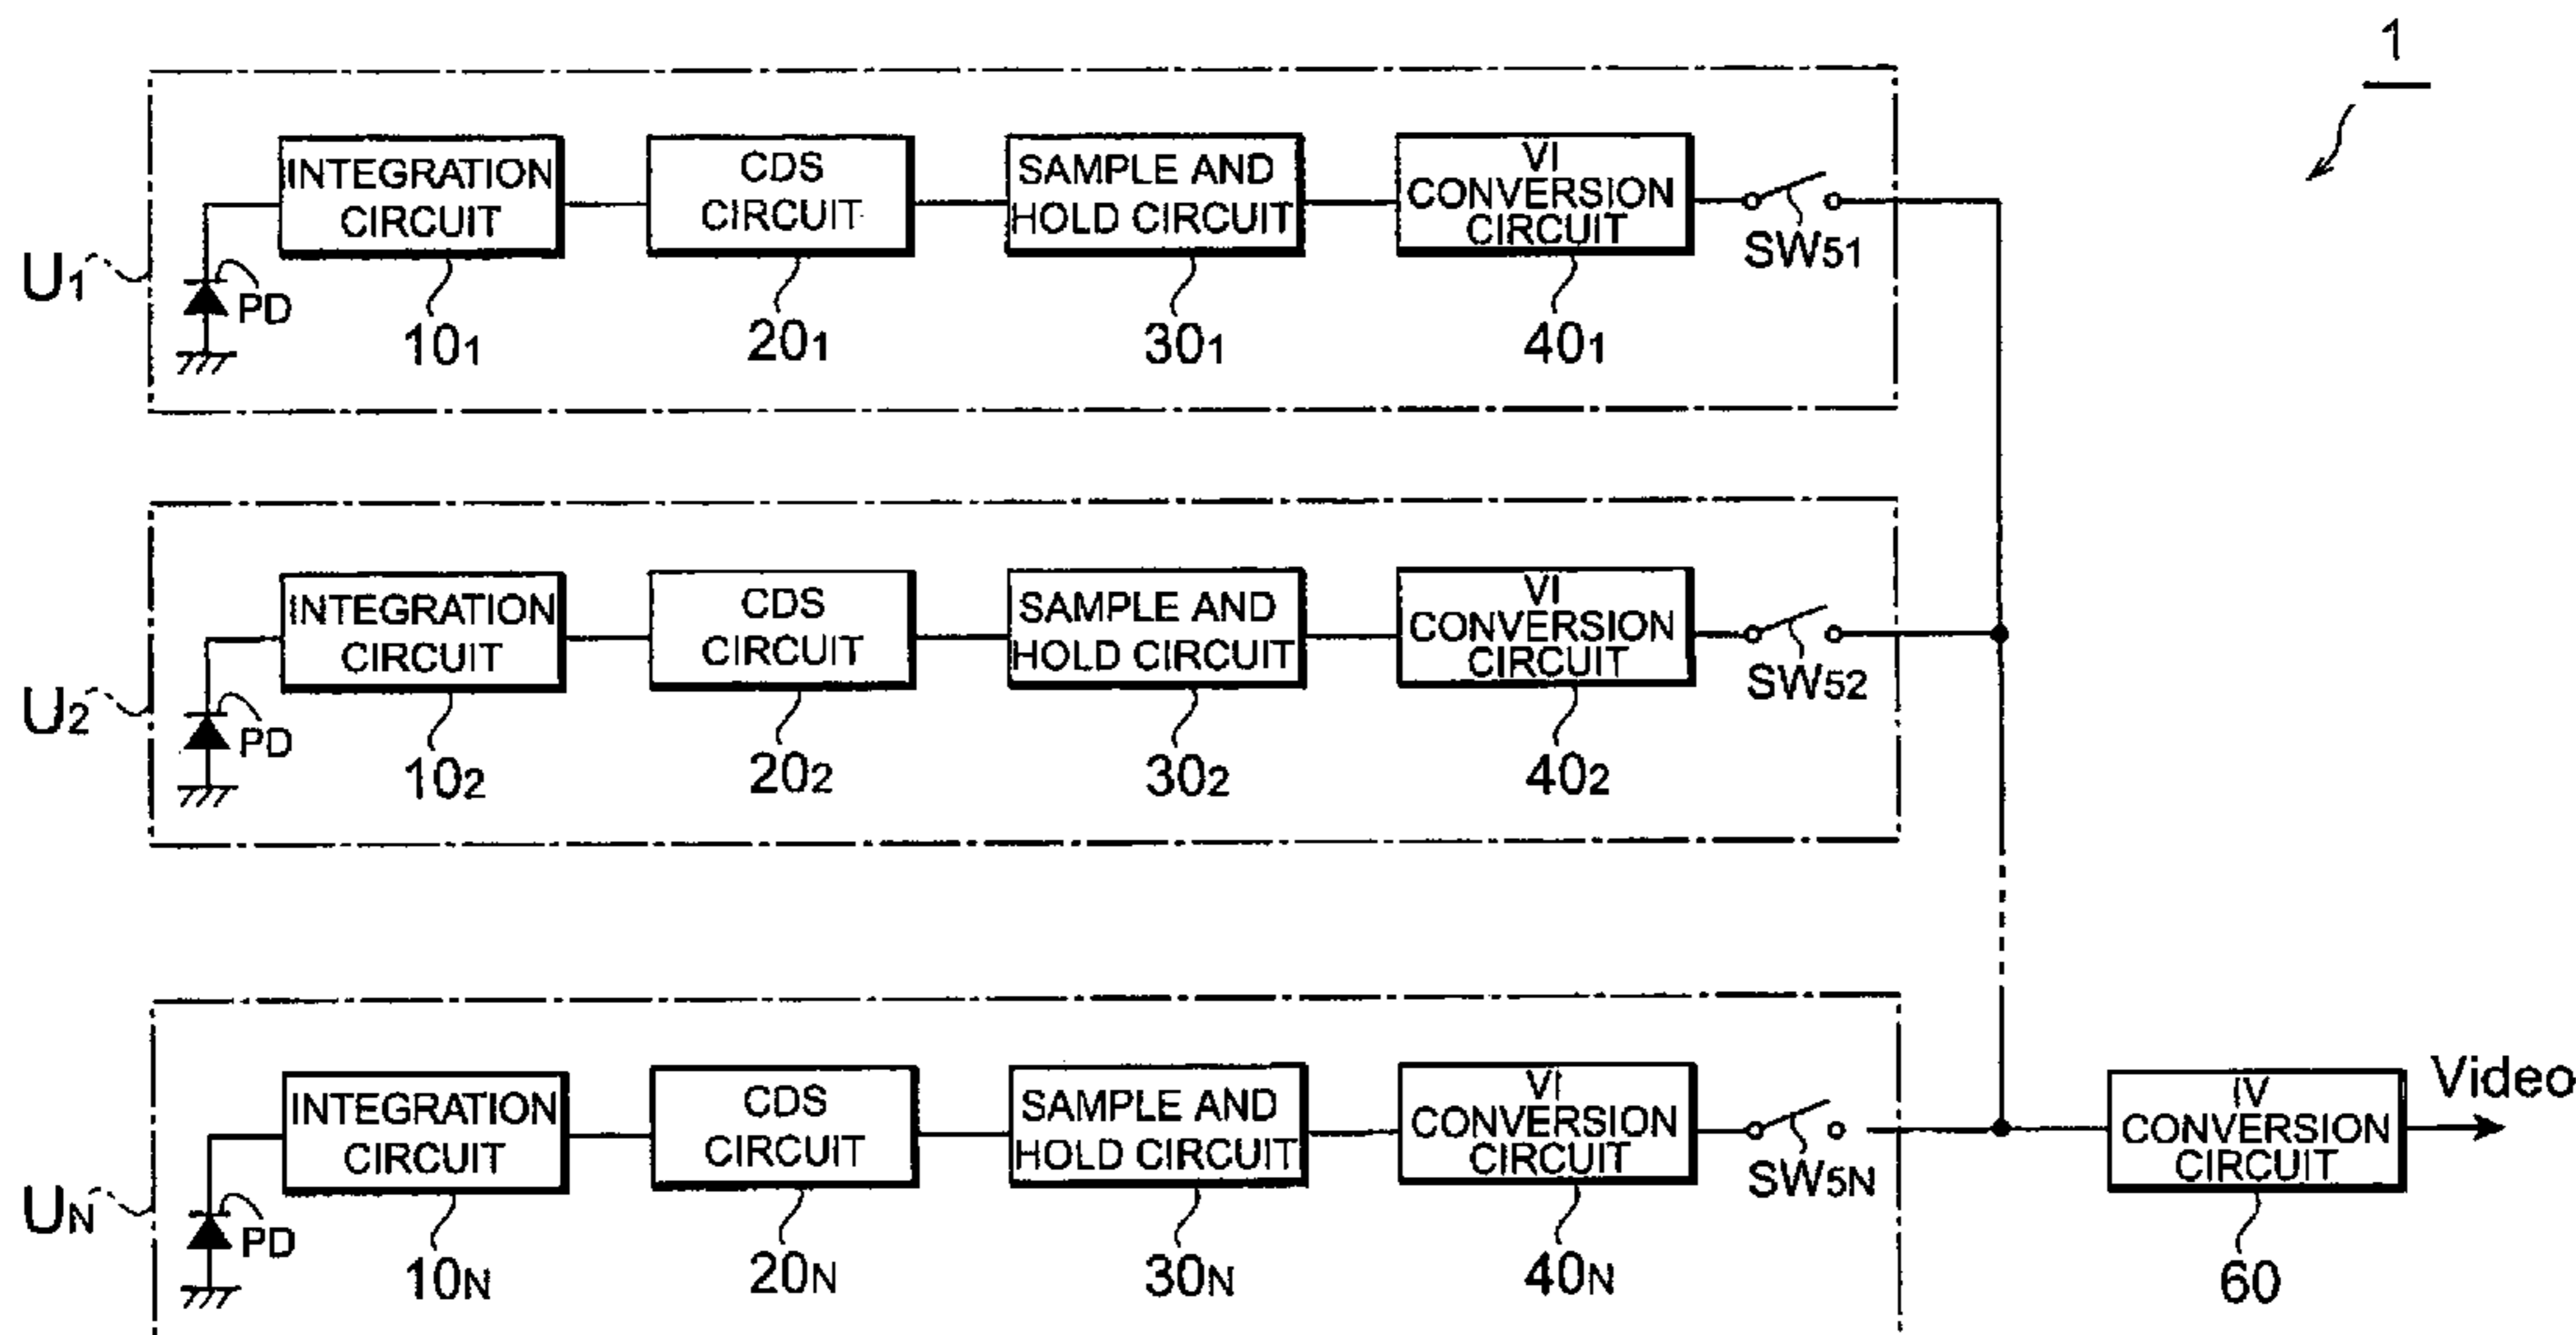 1
INTEGRATION
CIRCUIT
CDS
CIRCUIT
SAMPLE AND
HOLD CIRCUIT
VI
CONVERSION
CIRCUIT
SW51
U1
PD
101
201
301
401
INTEGRATION
CIRCUIT
CDS
CIRCUIT
SAMPLE AND
HOLD CIRCUIT
VI
CONVERSION
CIRCUIT
SW52
U2
PD
102
202
302
402
INTEGRATION
CIRCUIT
CDS
CIRCUIT
SAMPLE AND
HOLD CIRCUIT
VI
CONVERSION
CIRCUIT
SW5N
IV
CONVERSION
CIRCUIT
Video
UN
PD
10N
20N
30N
40N
60